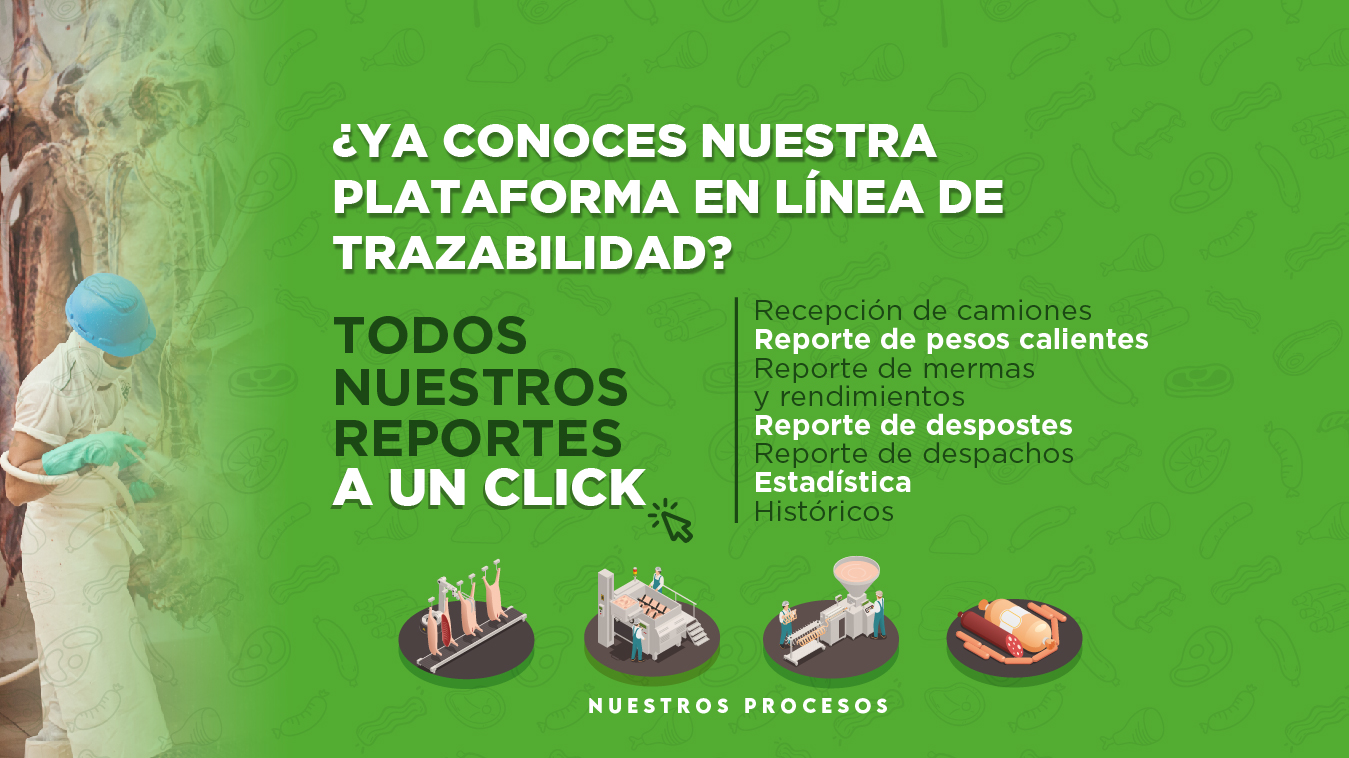 ¿YA CONOCES NUESTRA
PLATAFORMA EN LÍNEA DE
TRAZABILIDAD?
TODOS
NUESTROS
REPORTES
A UN CLICK
Recepción de camiones
Reporte de pesos calientes
Reporte de mermas
y rendimientos
Reporte de despostes
Reporte de despachos
Estadística
Históricos
NUESTROS PROCESOS